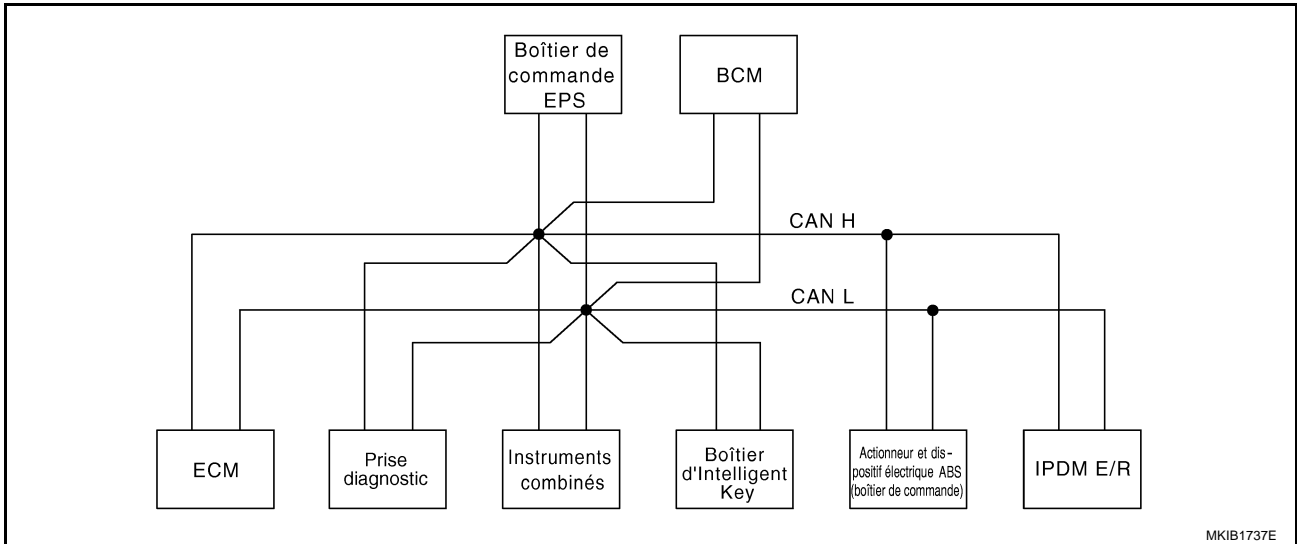 Boîtier de
commande
EPS
BCM
CAN H
CAN L
ECM
Prise
diagnostic
Instruments
combinés
Boîtier
d'Intelligent
Key
Actionneur et dis-
positif électrique ABS
(boîtier de commande)
IPDM E/R
MKIB1737E